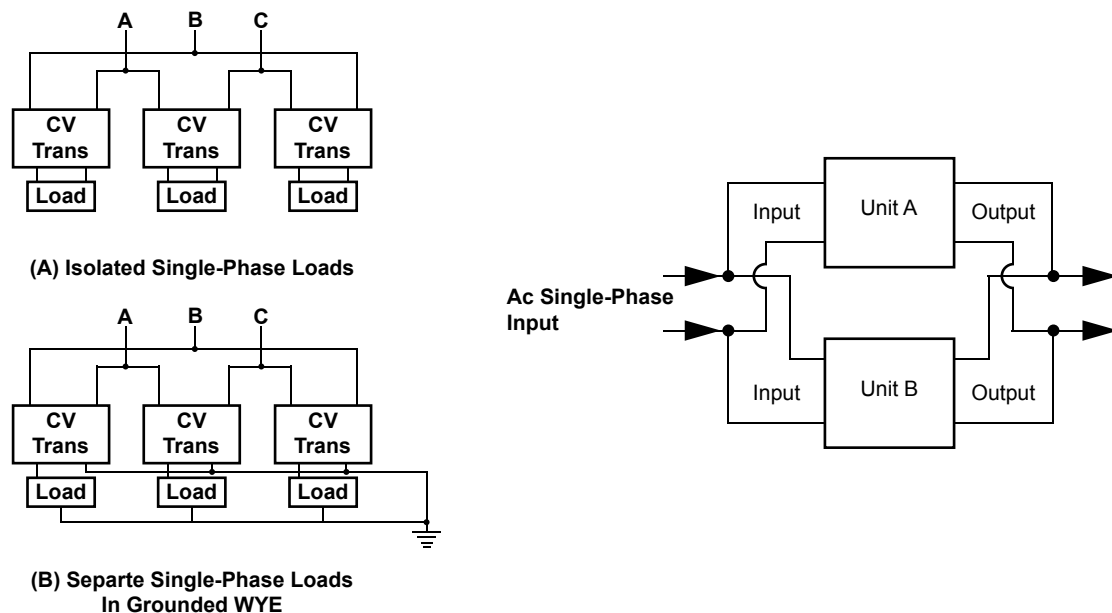 A B C
CV Trans CV Trans CV Trans
Load Load Load
(A) Isolated Single-Phase Loads
A B C
CV Trans CV Trans CV Trans
Load Load Load
(B) Separte Single-Phase Loads
In Grounded WYE
Input Unit A Output
Ac Single-Phase
Input
Input Unit B Output